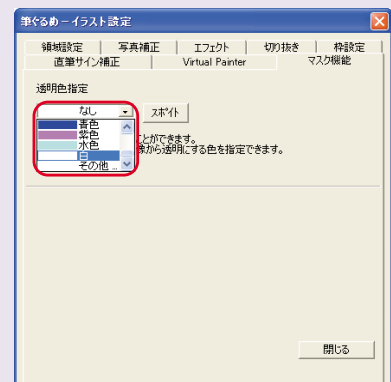 筆ぐるめ－イラスト設定
領域設定 写真補正 エフェクト 切り抜き 枠設定
直筆サイン補正 Virtual Painter マスク機能
透明色指定
なし スポイト
青色
紫色 とができます。
水色 像から透明にする色を指定できます。
白
その他 ...
閉じる